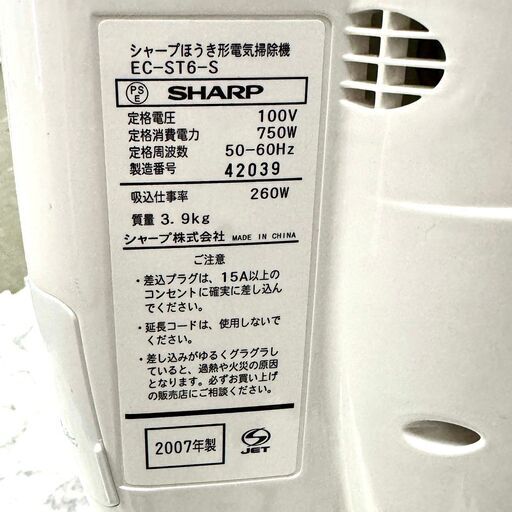 シャープほうき形電気掃除機
EC-ST6-S
PS E SHARP
定格電圧 100V
定格消費電力 750W
定格周波数 50-60Hz
製造番号 42039
吸込仕事率 260W
質量 3.9kg
シャープ株式会社 MADE IN CHINA
ご注意
・差込プラグは、15A以上の
コンセントに確実に差し込ん
でください。
・延長コードは、使用しないで
ください。
・差し込みがゆるくグラグラし
ていると、過熱や火災の原因
となります。必ずお買い上げ
の販売店にご相談ください。
2007年製
JET